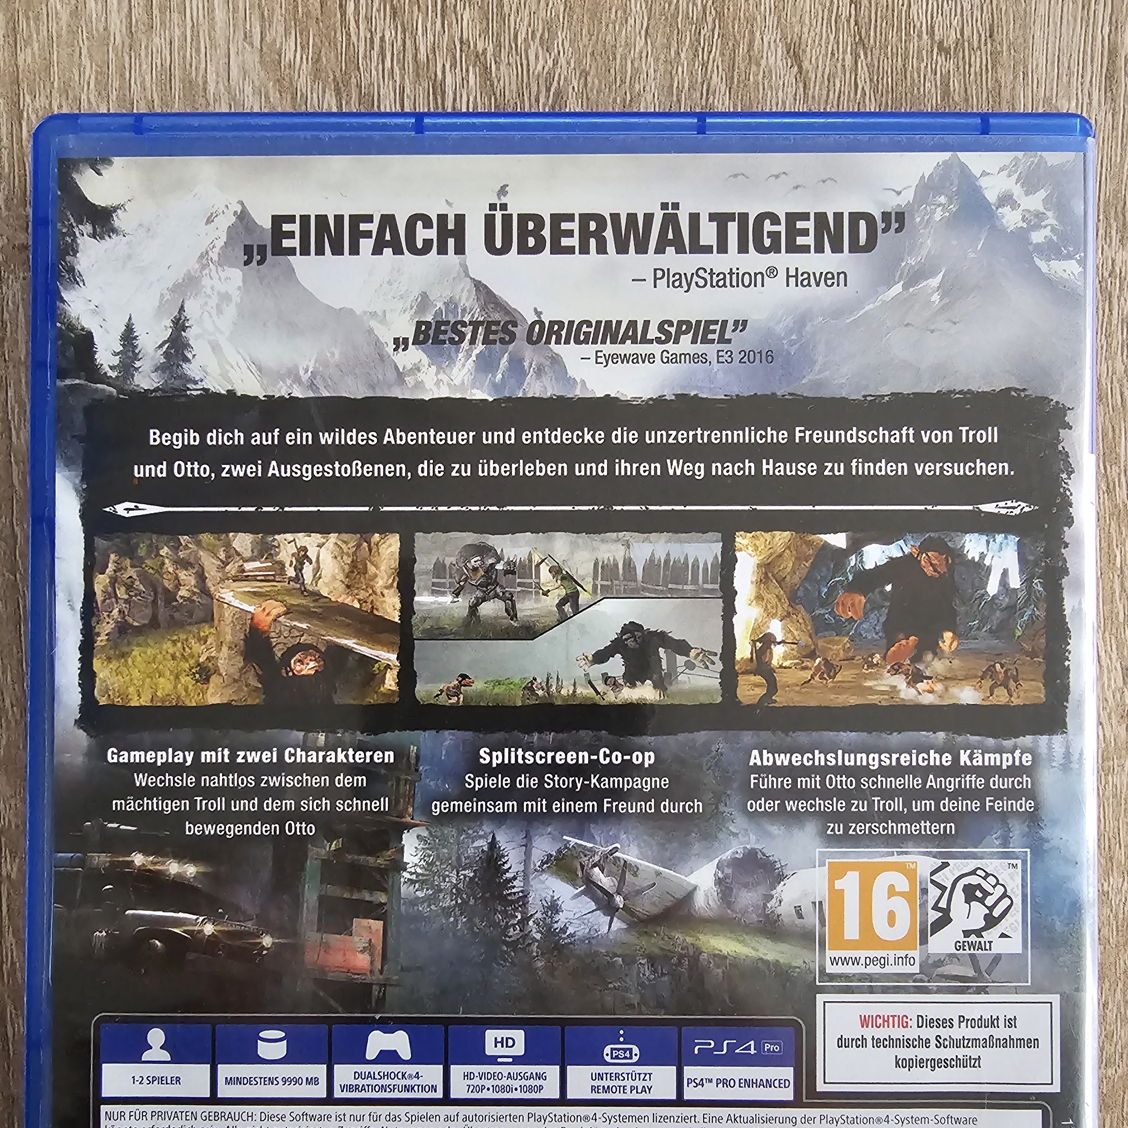 „EINFACH ÜBERWÄLTIGEND”
– PlayStation® Haven
„BESTES ORIGINALSPIEL”
– Eyewave Games, E3 2016
Begib dich auf ein wildes Abenteuer und entdecke die unzertrennliche Freundschaft von Troll
und Otto, zwei Ausgestoßenen, die zu überleben und ihren Weg nach Hause zu finden versuchen.
Gameplay mit zwei Charakteren
Wechsle nahtlos zwischen dem
mächtigen Troll und dem sich schnell
bewegenden Otto
Splitscreen-Co-op
Spiele die Story-Kampagne
gemeinsam mit einem Freund durch
Abwechslungsreiche Kämpfe
Führe mit Otto schnelle Angriffe durch
oder wechsle zu Troll, um deine Feinde
zu zerschmettern
16™
www.pegi.info
™
GEWALT
WICHTIG: Dieses Produkt ist
durch technische Schutzmaßnahmen
kopiergeschützt
1-2 SPIELER
MINDESTENS 9990 MB
DUALSHOCK®4-
VIBRATIONSFUNKTION
HD
HD-VIDEO-AUSGANG
720P•1080i•1080P
PS4
UNTERSTÜTZT
REMOTE PLAY
PS4 Pro
PS4™ PRO ENHANCED
NUR FÜR PRIVATEN GEBRAUCH: Diese Software ist nur für das Spielen auf autorisierten PlayStation®4-Systemen lizenziert. Eine Aktualisierung der PlayStation®4-System-Software